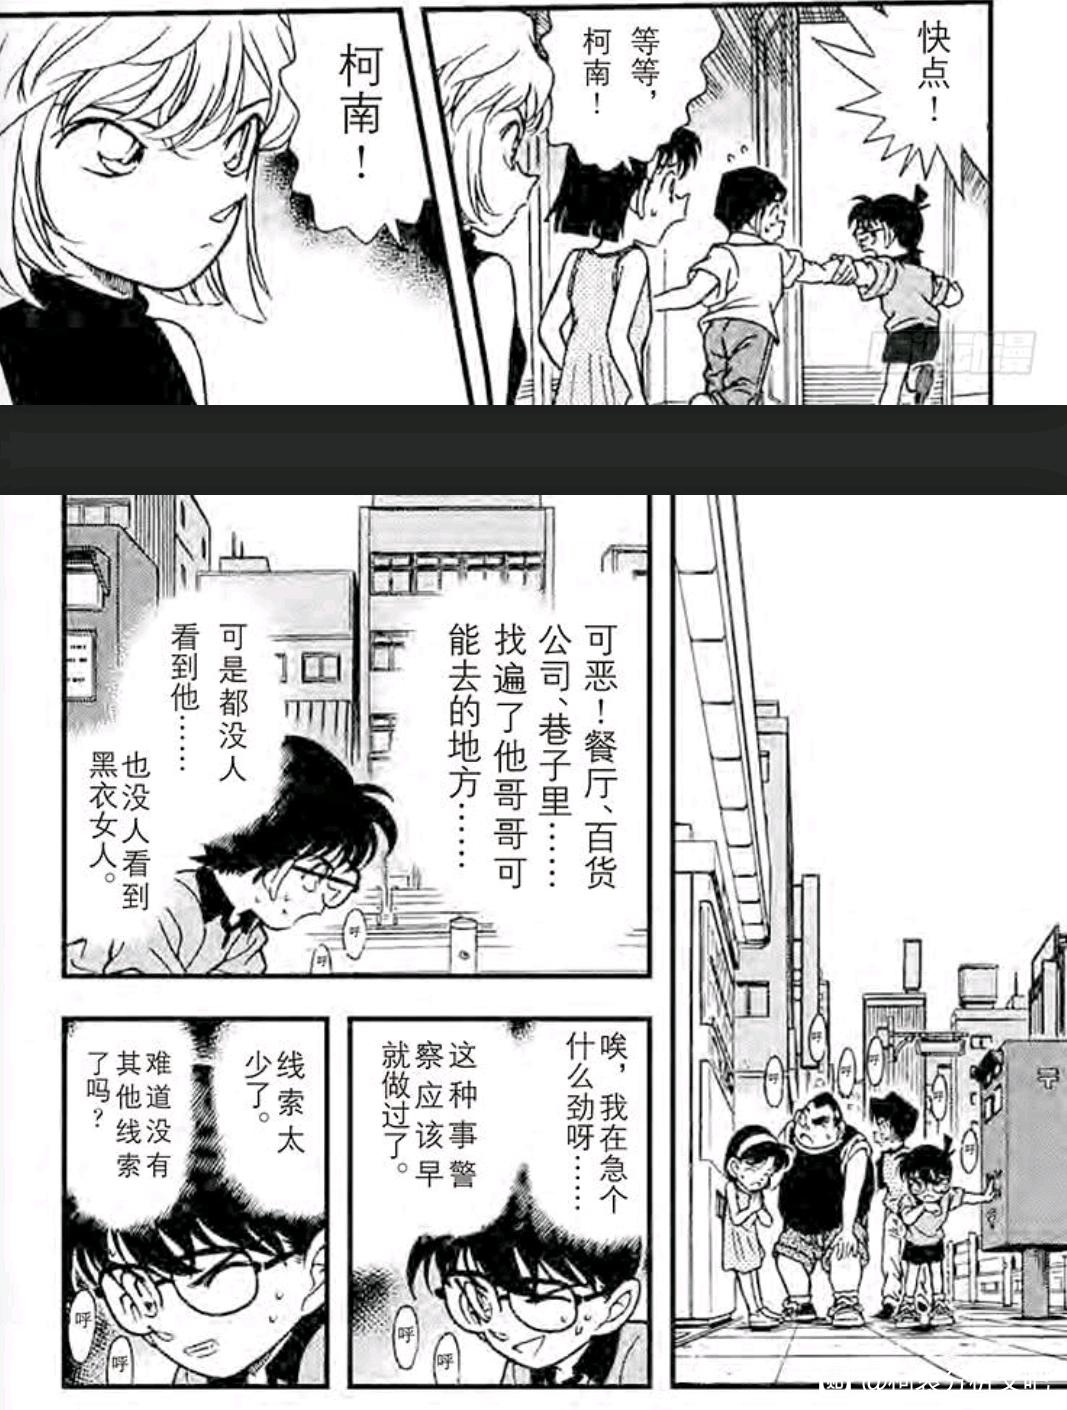 快点！
等等，
柯南！
柯南！
可恶！餐厅、百货
公司、巷子里……
找遍了他哥哥可
能去的地方……
可是都没人
看到他……
也没人看到
黑衣女人。
呼
呼
呼
呼
呼
呼
呼
呼
唉，我在急个
什么劲呀……
这种事警
察应该早
就做过了。
呼
呼
线索太
少了。
难道没有
其他线索
了吗？
呼
呼